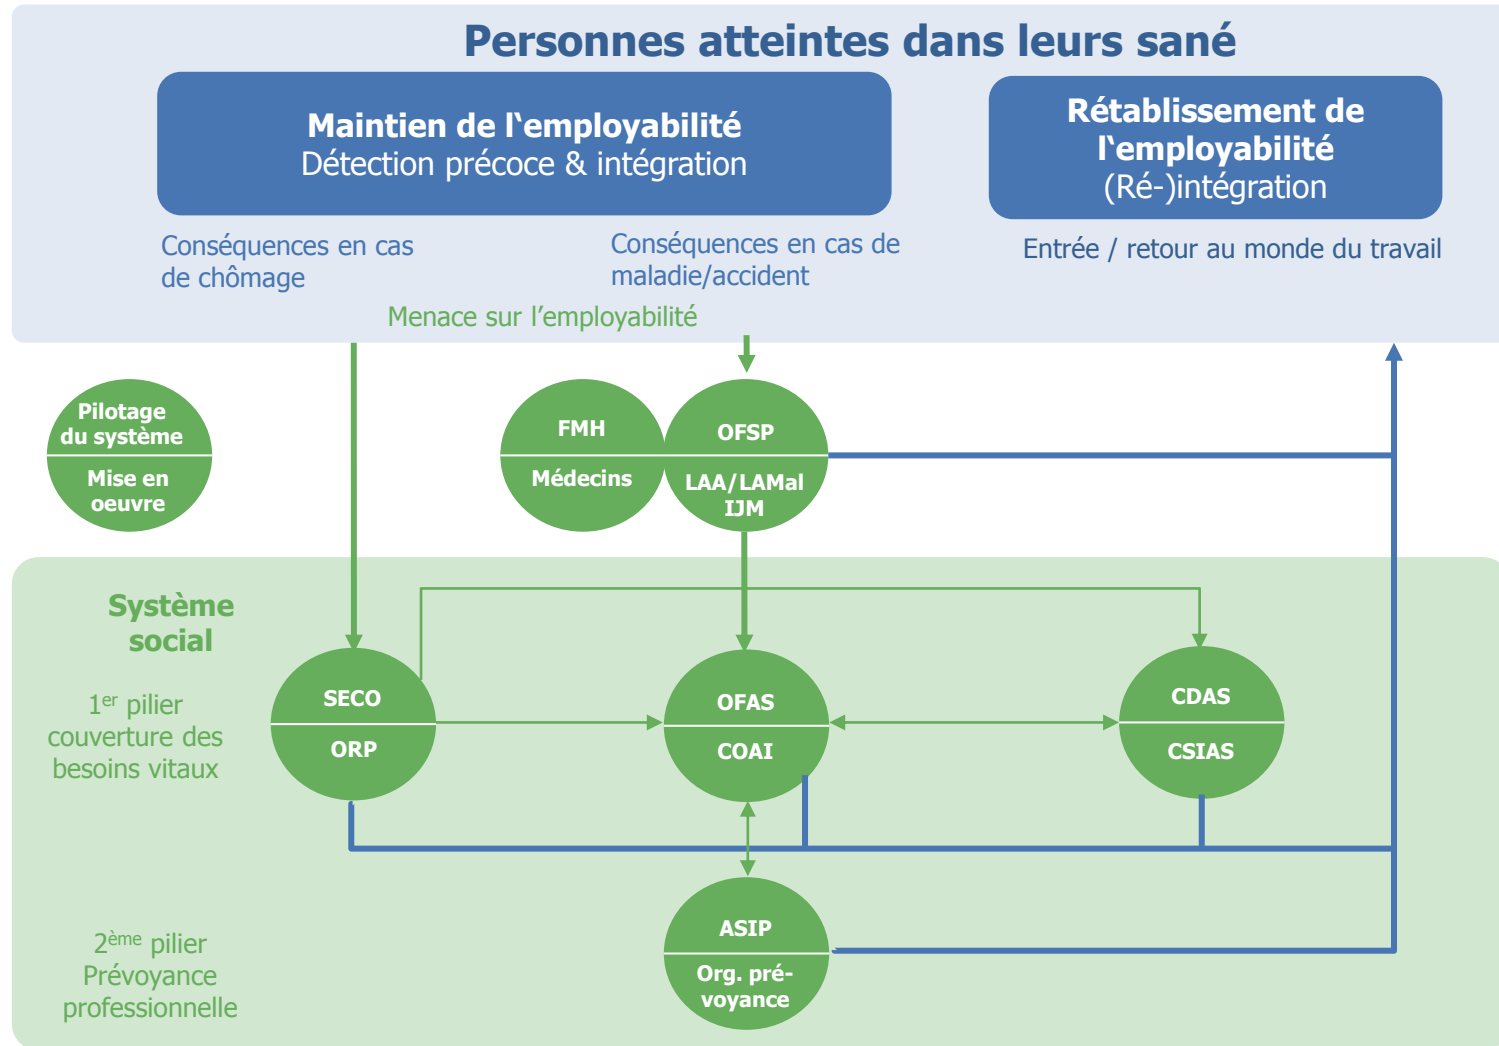 Personnes atteintes dans leurs sané
Maintien de l‘employabilité
Détection précoce & intégration
Rétablissement de
l‘employabilité
(Ré-)intégration
Conséquences en cas
de chômage
Conséquences en cas de
maladie/accident
Entrée / retour au monde du travail
Menace sur l’employabilité
Pilotage
du système
Mise en
oeuvre
FMH
Médecins
OFSP
LAA/LAMal
IJM
Système
social
1er pilier
couverture des
besoins vitaux
SECO
ORP
OFAS
COAI
CDAS
CSIAS
2ème pilier
Prévoyance
professionnelle
ASIP
Org. pré-
voyance